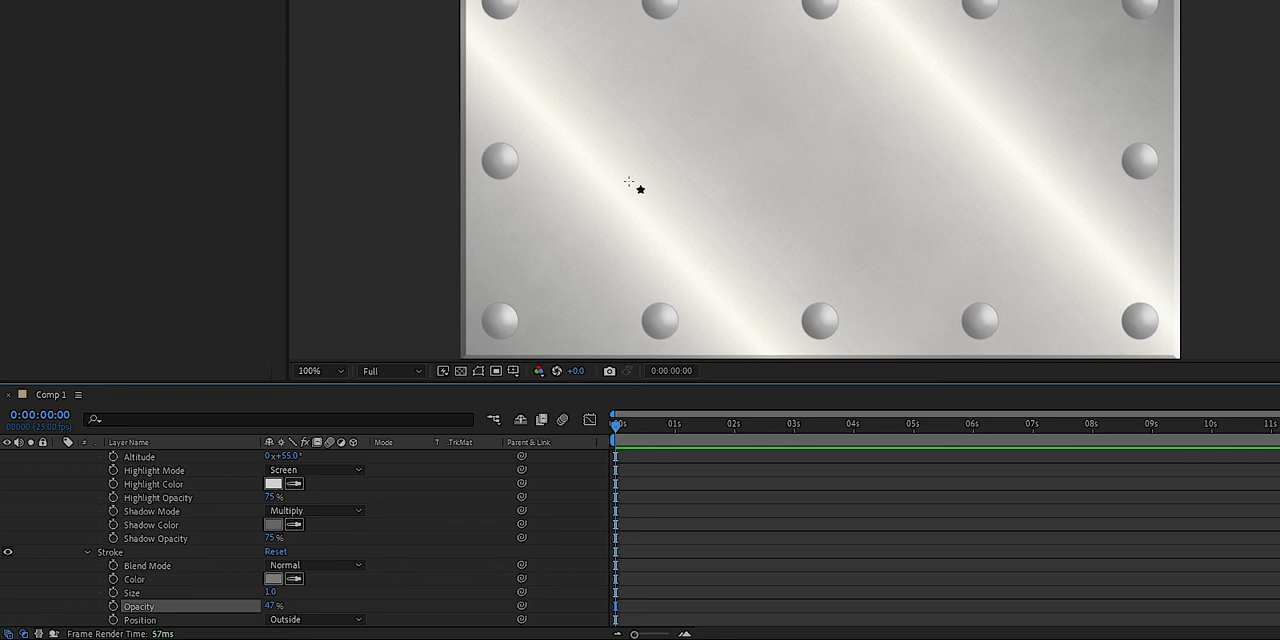 100% Full +0.0 0:00:00:00
Comp 1
0:00:00:00
00000 (25.00 fps)
01s 02s 03s 04s 05s 06s 07s 08s 09s 10s 11s
# Layer Name fx Mode T .TrkMat Parent & Link
Altitude 0x+55.0°
Highlight Mode Screen
Highlight Color
Highlight Opacity 75%
Shadow Mode Multiply
Shadow Color
Shadow Opacity 75%
Stroke Reset
Blend Mode Normal
Color
Size 1.0
Opacity 47%
Position Outside
Frame Render Time: 57ms